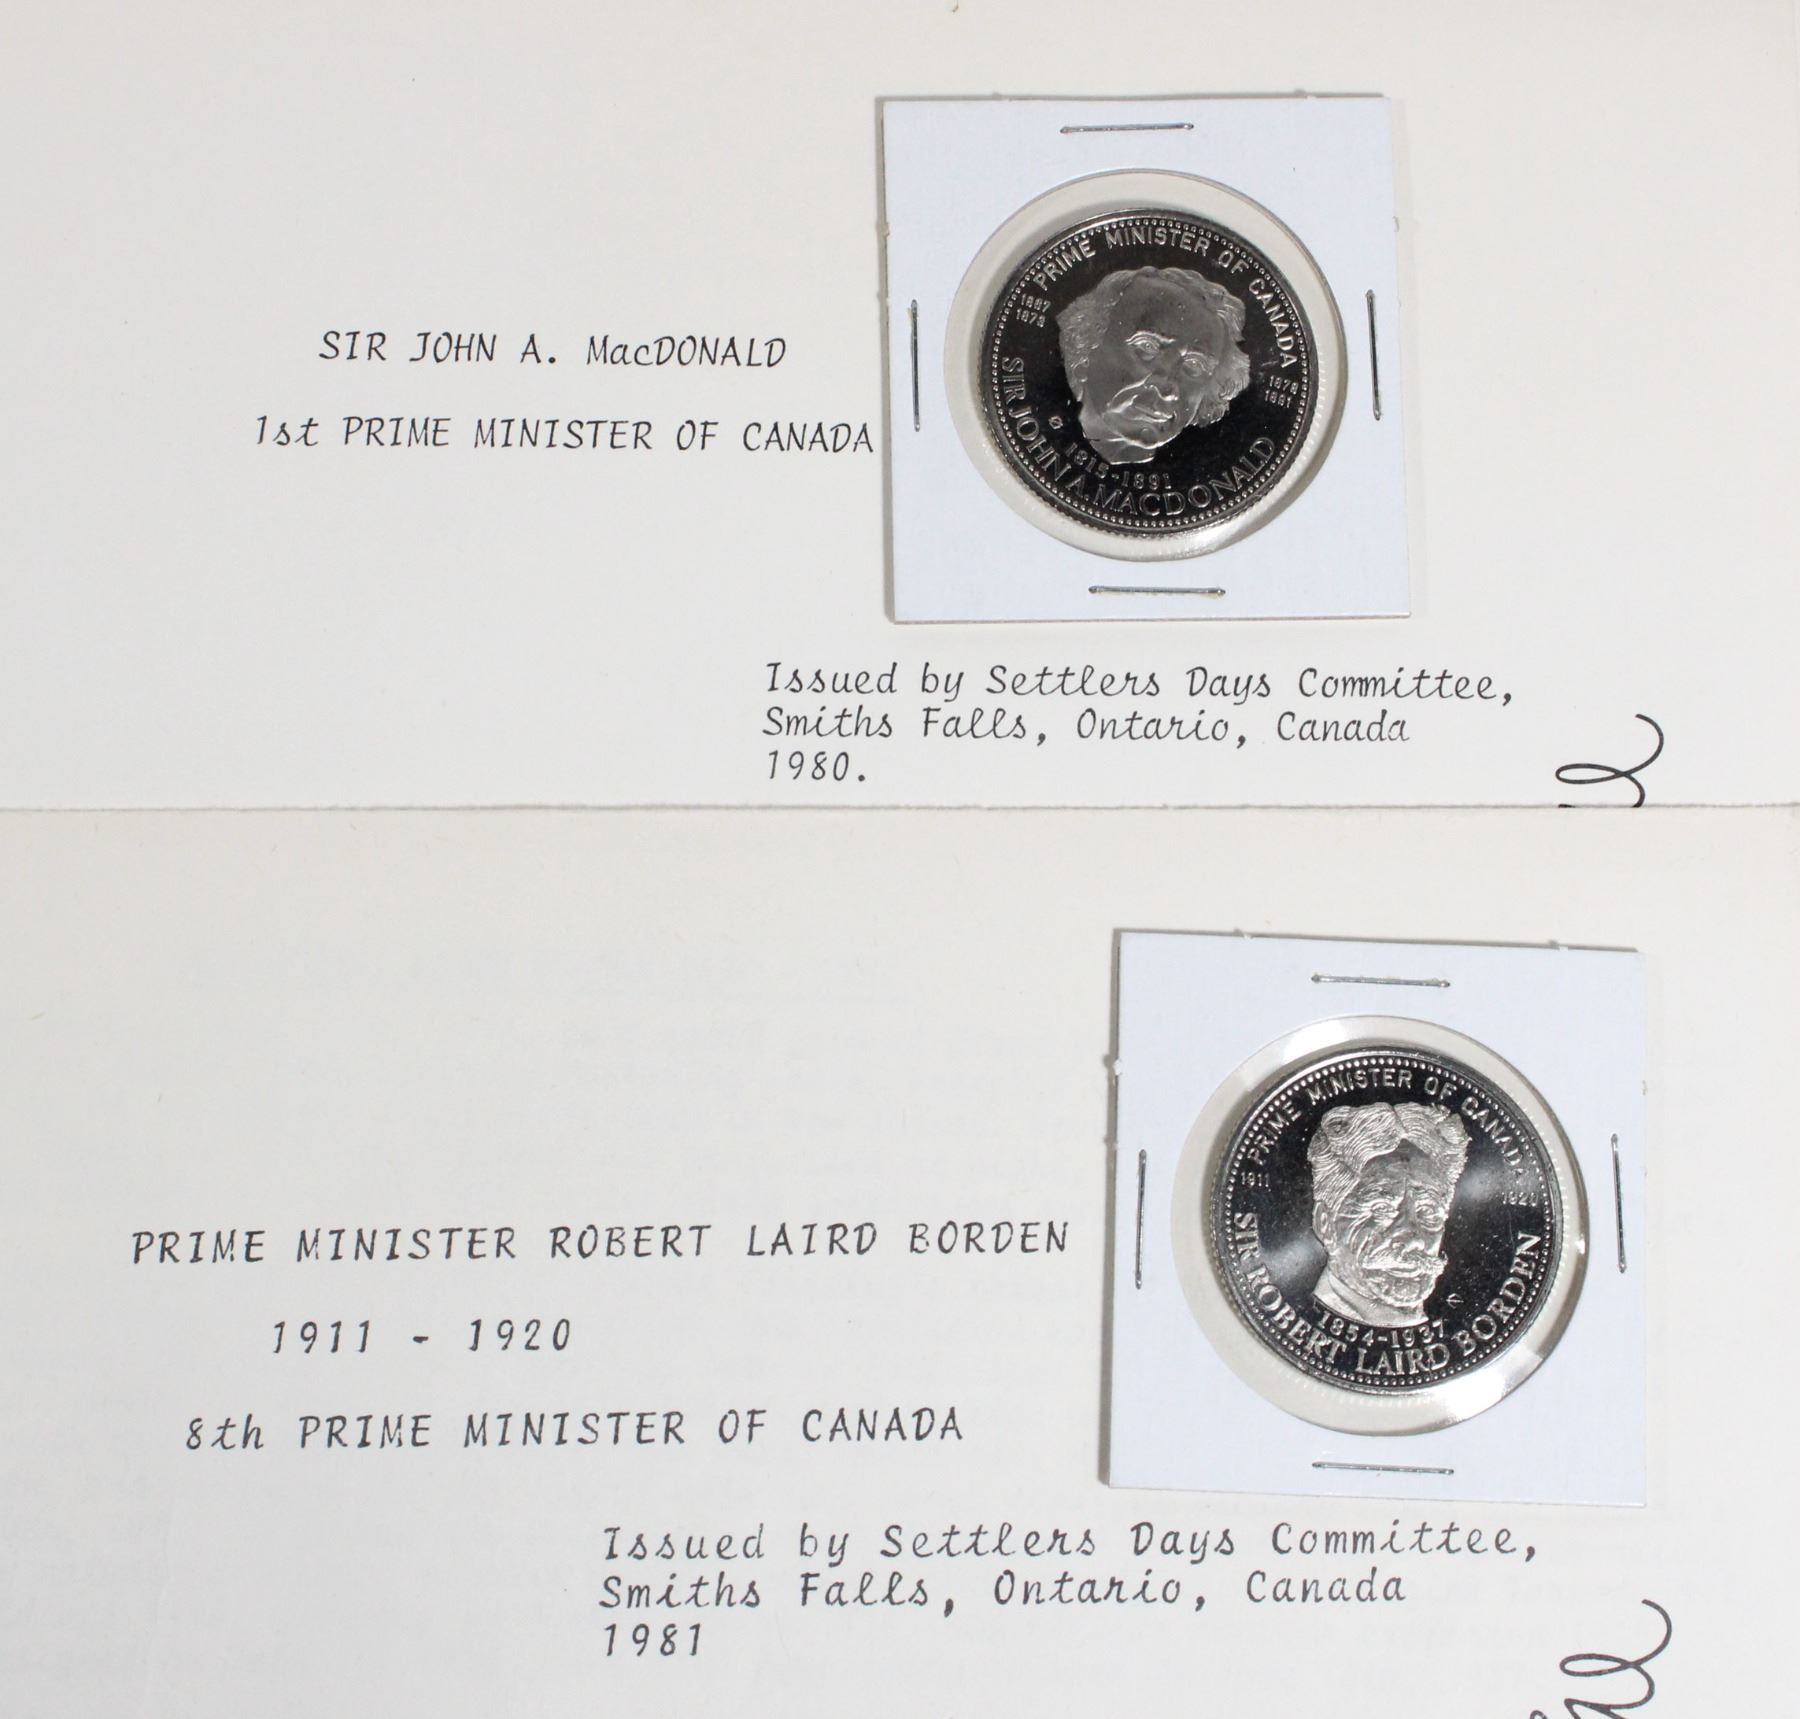 SIR JOHN A. MacDONALD
1st PRIME MINISTER OF CANADA
PRIME MINISTER OF CANADA
1867
1873
1878
1891
1815-1891
SIR JOHN A. MACDONALD
Issued by Settlers Days Committee,
Smiths Falls, Ontario, Canada
1980.
PRIME MINISTER ROBERT LAIRD BORDEN
1911 - 1920
8th PRIME MINISTER OF CANADA
PRIME MINISTER OF CANADA
1911
1920
1854-1937
SIR ROBERT LAIRD BORDEN
Issued by Settlers Days Committee,
Smiths Falls, Ontario, Canada
1981